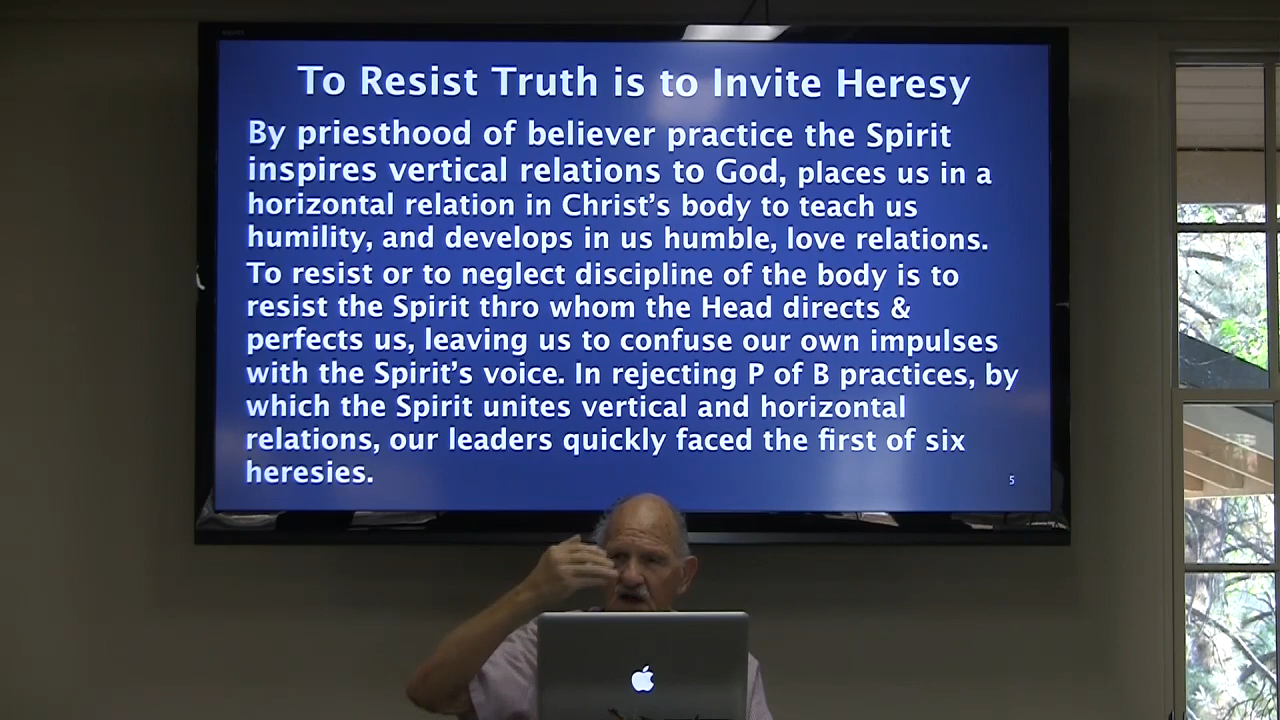 To Resist Truth is to Invite Heresy
By priesthood of believer practice the Spirit
inspires vertical relations to God, places us in a
horizontal relation in Christ's body to teach us
humility, and develops in us humble, love relations.
To resist or to neglect discipline of the body is to
resist the Spirit thro whom the Head directs &
perfects us, leaving us to confuse our own impulses
with the Spirit's voice. In rejecting P of B practices, by
which the Spirit unites vertical and horizontal
relations, our leaders quickly faced the first of six
heresies.
5